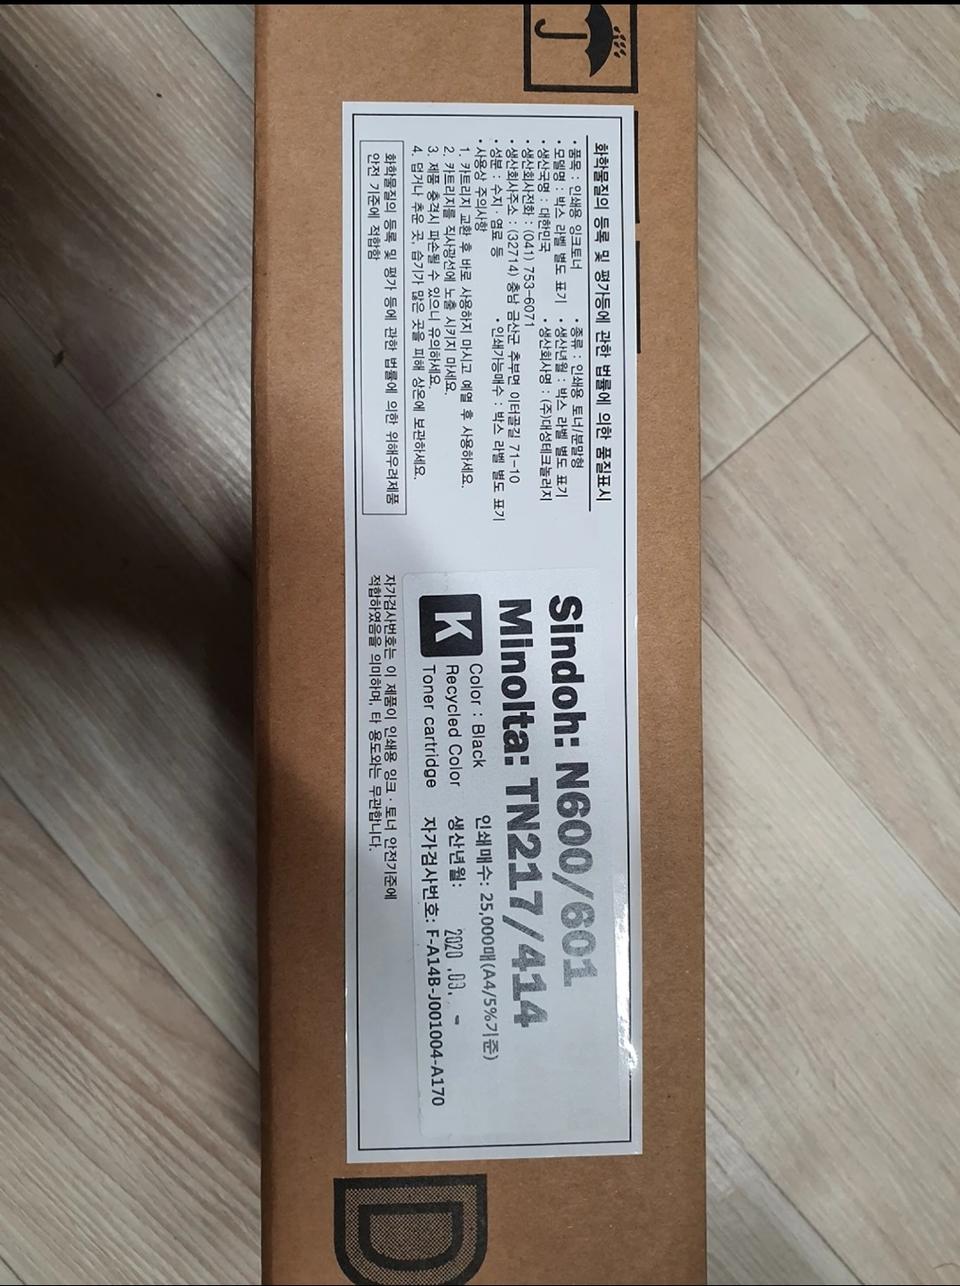 화학물질의 등록 및 평가등에 관한 법률에 의한 품질표시
· 품목 : 인쇄용 잉크토너 · 종류 : 인쇄용 토너/분말형
· 모델명 : 박스 라벨 별도 표기 · 생산년월 : 박스 라벨 별도 표기
· 생산국명 : 대한민국 · 생산회사명 : (주)대성테크놀러지
· 생산회사전화 : (041) 753-6071
· 생산회사주소 : (32714) 충남 금산군 추부면 이터골길 71-10
· 성분 : 수지 · 염료 등 · 인쇄가능매수 : 박스 라벨 별도 표기
· 사용상 주의사항
1. 카트리지 교환 후 바로 사용하지 마시고 예열 후 사용하세요.
2. 카트리지를 직사광선에 노출 시키지 마세요.
3. 제품 충격시 파손될 수 있으니 유의하세요.
4. 덥거나 추운 곳, 습기가 많은 곳을 피해 상온에 보관하세요.
화학물질의 등록 및 평가 등에 관한 법률에 의한 위해우려제품
안전 기준에 적합함
Sindoh: N600/601
Minolta: TN217/414
K
Color : Black 인쇄매수: 25,000매(A4/5%기준)
Recycled Color 생산년월: 2020 .03. -
Toner cartridge 자가검사번호: F-A14B-J001004-A170
자가검사번호는 이 제품이 인쇄용 잉크 · 토너 안전기준에
적합하였음을 의미하며, 타 용도와는 무관합니다.
D